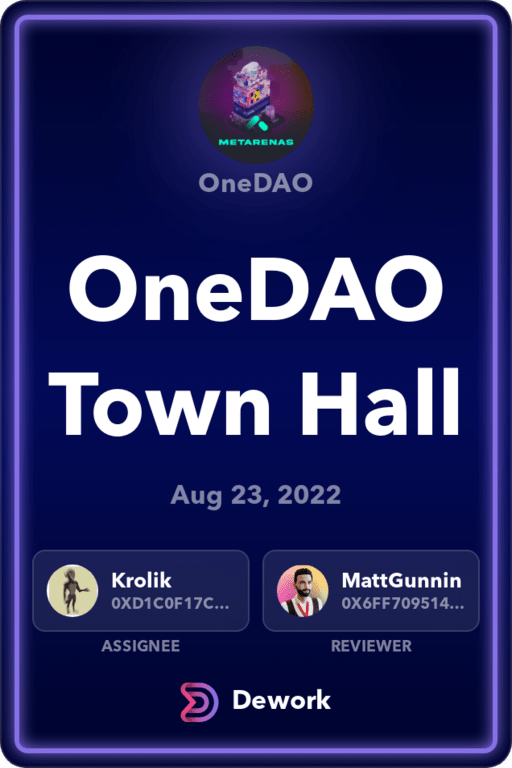 METARENAS
OneDAO
OneDAO
Town Hall
Aug 23, 2022
Krolik
0XD1C0F17C...
MattGunnin
0X6FF709514...
ASSIGNEE
REVIEWER
Dework